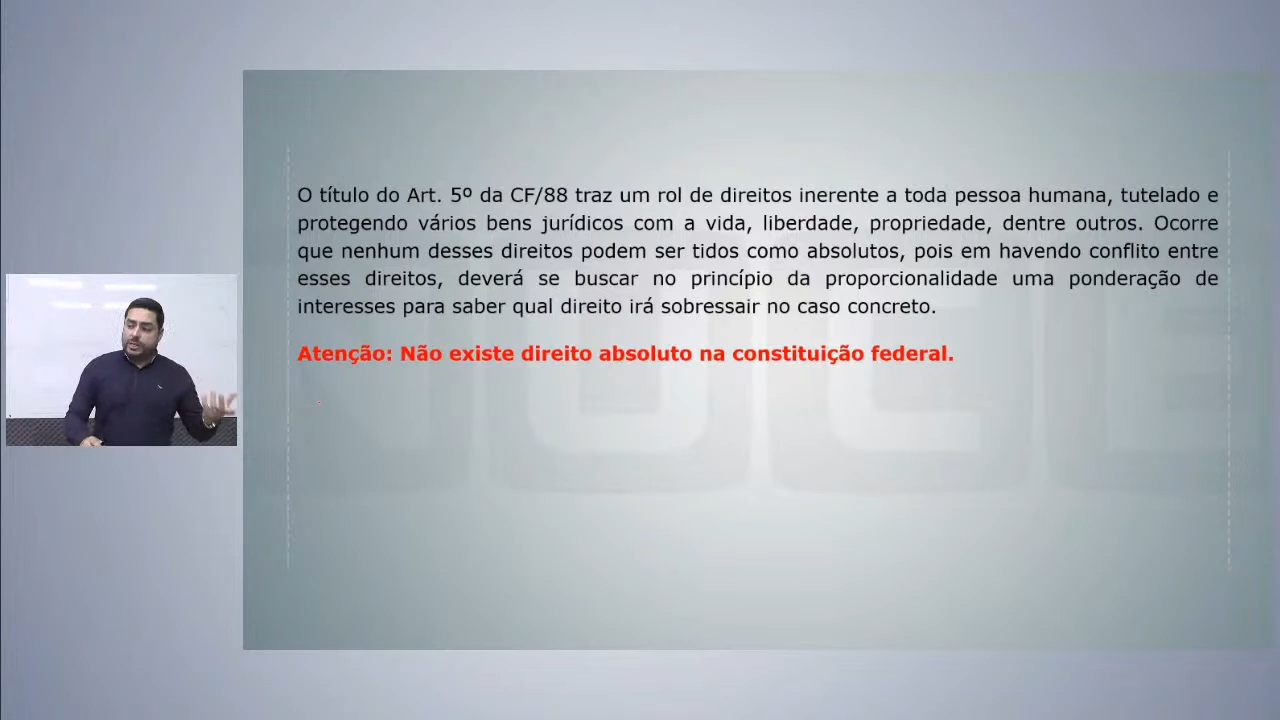 O título do Art. 5º da CF/88 traz um rol de direitos inerente a toda pessoa humana, tutelado e
protegendo vários bens jurídicos com a vida, liberdade, propriedade, dentre outros. Ocorre
que nenhum desses direitos podem ser tidos como absolutos, pois em havendo conflito entre
esses direitos, deverá se buscar no princípio da proporcionalidade uma ponderação de
interesses para saber qual direito irá sobressair no caso concreto.
Atenção: Não existe direito absoluto na constituição federal.